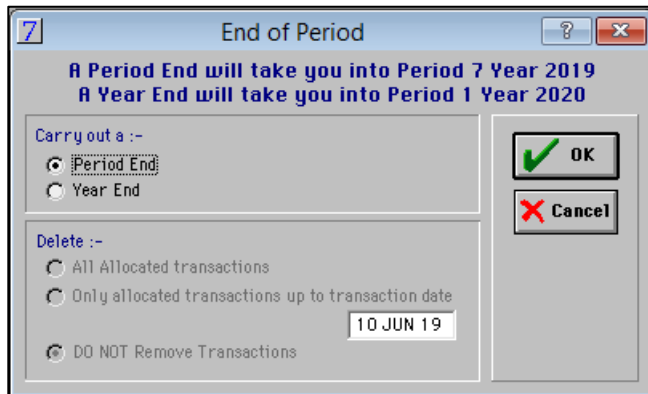 7
End of Period
?
A Period End will take you into Period 7 Year 2019
A Year End will take you into Period 1 Year 2020
Carry out a :-
Period End
Year End
OK
Cancel
Delete :-
All Allocated transactions
Only allocated transactions up to transaction date
10 JUN 19
DO NOT Remove Transactions